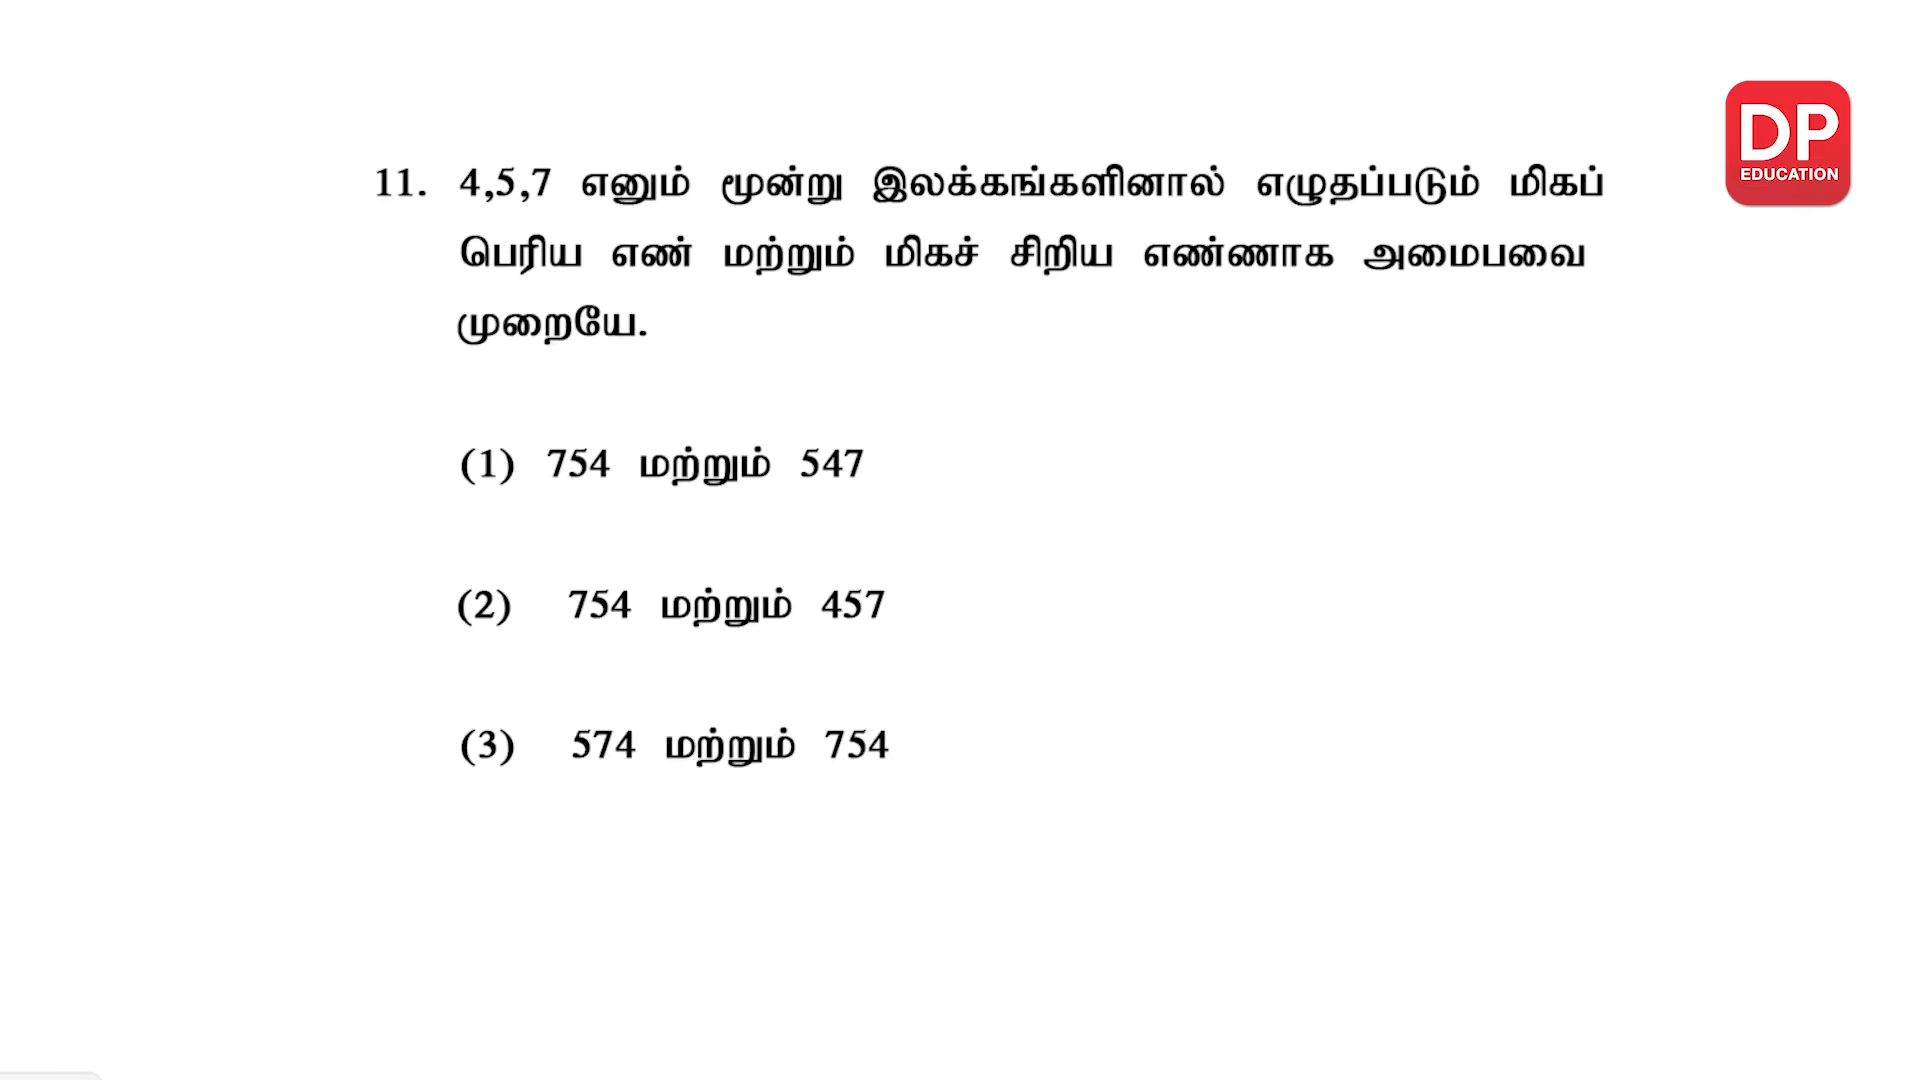 DP
EDUCATION
11. 4,5,7 எனும் மூன்று இலக்கங்களினால் எழுதப்படும் மிகப்
பெரிய எண் மற்றும் மிகச் சிறிய எண்ணாக அமைபவை
முறையே.
(1) 754 மற்றும் 547
(2) 754 மற்றும் 457
(3) 574 மற்றும் 754